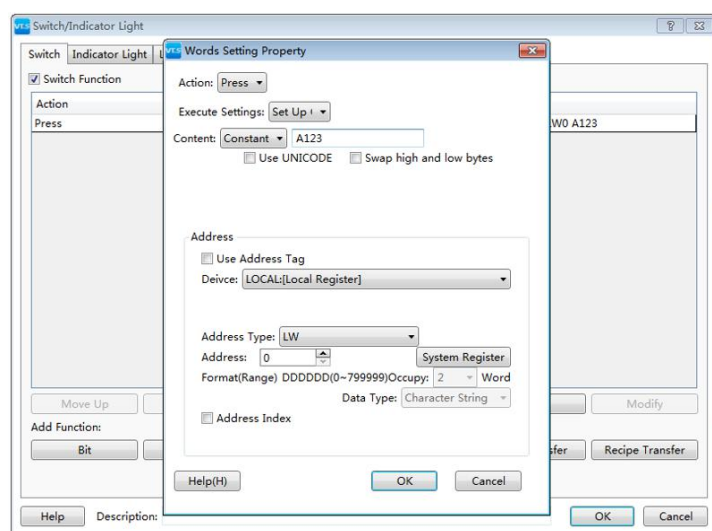 VT5 Switch/Indicator Light
Switch Indicator Light L
Switch Function
Action
Press
W0 A123
Move Up
Modify
Add Function:
Bit
sfer
Recipe Transfer
Help
Description:
OK
Cancel
Words Setting Property
Action: Press
Execute Settings: Set Up (
Content: Constant A123
Use UNICODE Swap high and low bytes
Address
Use Address Tag
Deivce: LOCAL:[Local Register]
Address Type: LW
Address: 0 System Register
Format(Range) DDDDDD(0~799999)Occupy: 2 Word
Data Type: Character String
Address Index
Help(H) OK Cancel